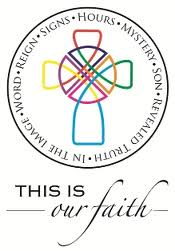 WORD • REIGN • SIGNS • HOURS • MYSTERY • SON • REVEALED TRUTH • IN THE IMAGE •
THIS IS
our faith